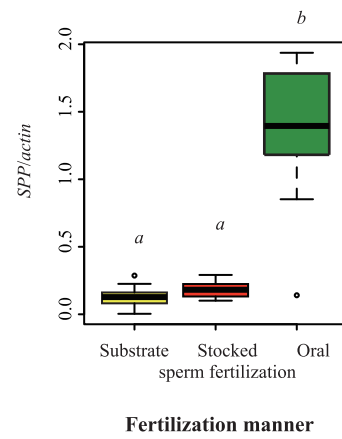 b
2.0
1.5
SPP/actin
1.0
a
a
0.5
0.0
Substrate Stocked Oral
sperm fertilization
Fertilization manner